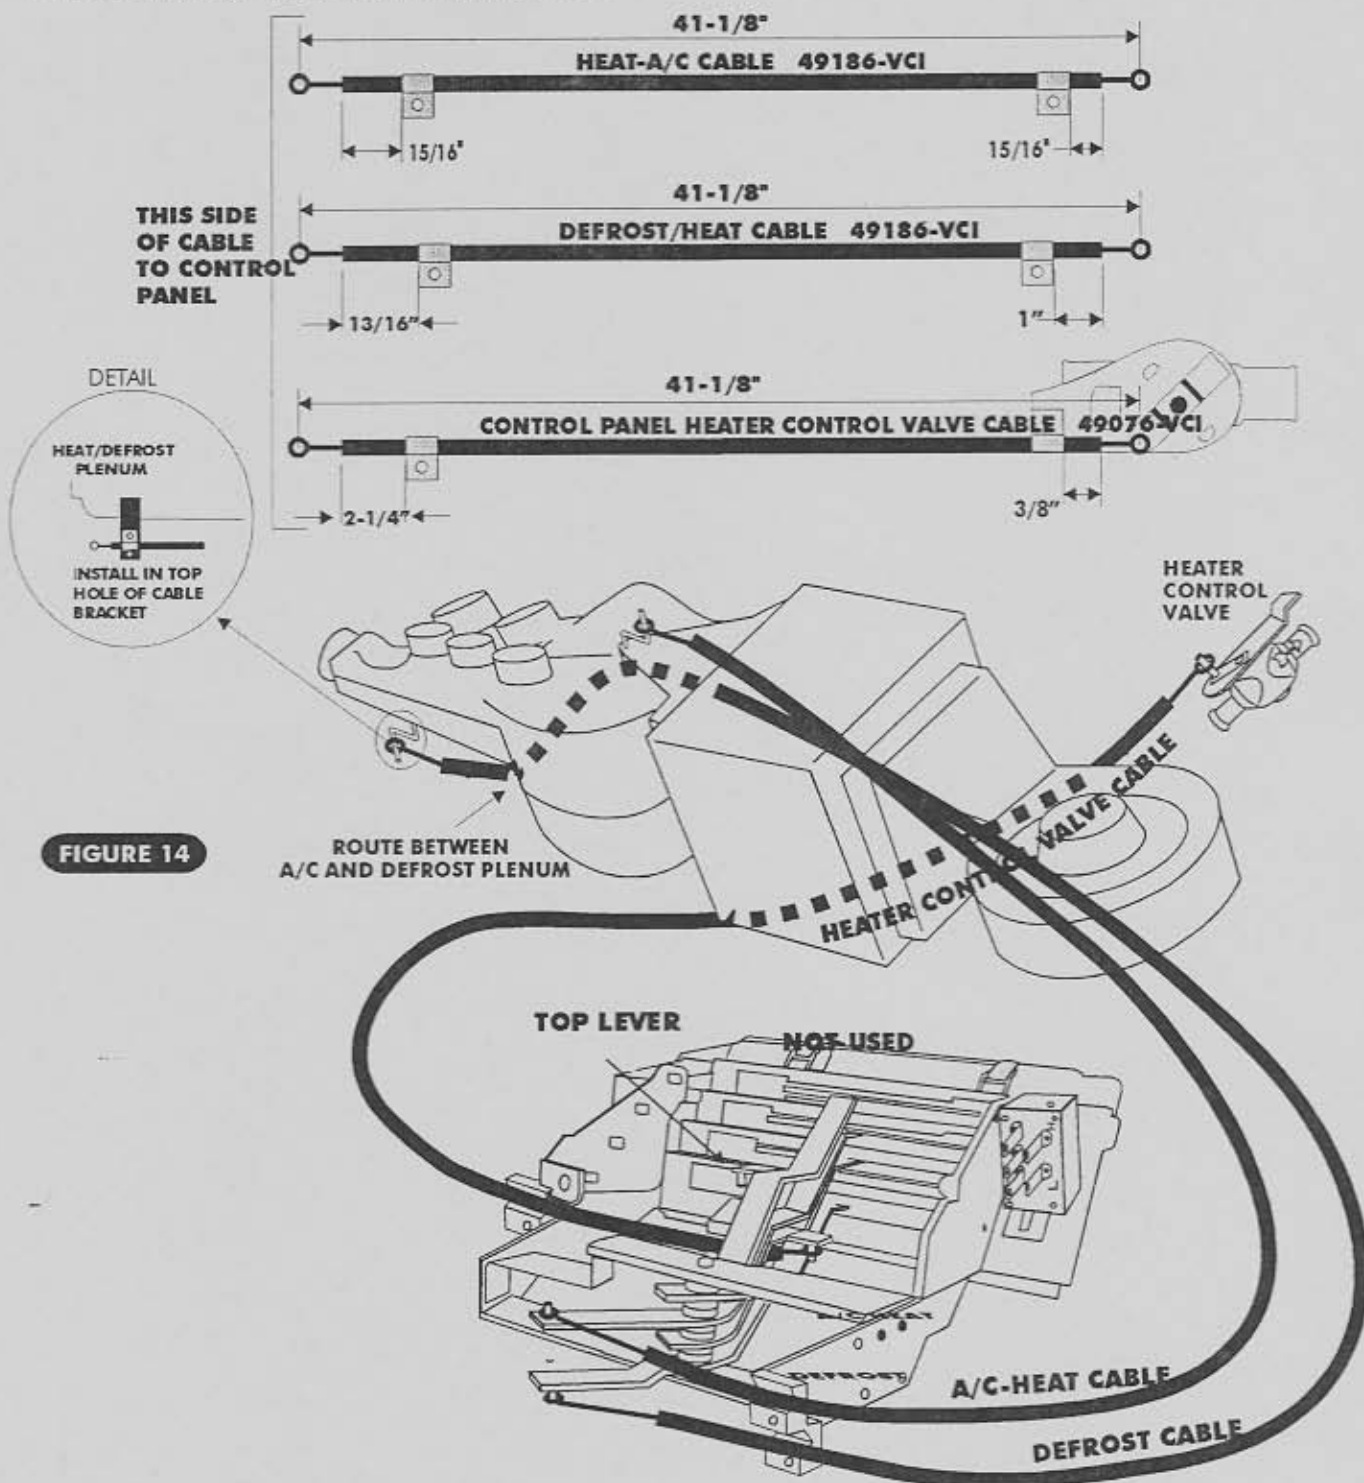 41-1/8"
HEAT-A/C CABLE 49186-VCI
15/16"
15/16"
41-1/8"
THIS SIDE
OF CABLE
TO CONTROL
PANEL
DEFROST/HEAT CABLE 49186-VCI
13/16"
1"
DETAIL
41-1/8"
CONTROL PANEL HEATER CONTROL VALVE CABLE 49076-VCI
HEAT/DEFROST
PLENUM
2-1/4"
3/8"
INSTALL IN TOP
HOLE OF CABLE
BRACKET
HEATER
CONTROL
VALVE
FIGURE 14
ROUTE BETWEEN
A/C AND DEFROST PLENUM
HEATER CONTROL VALVE CABLE
TOP LEVER
NOT USED
A/C HEAT
DEFROST
A/C-HEAT CABLE
DEFROST CABLE